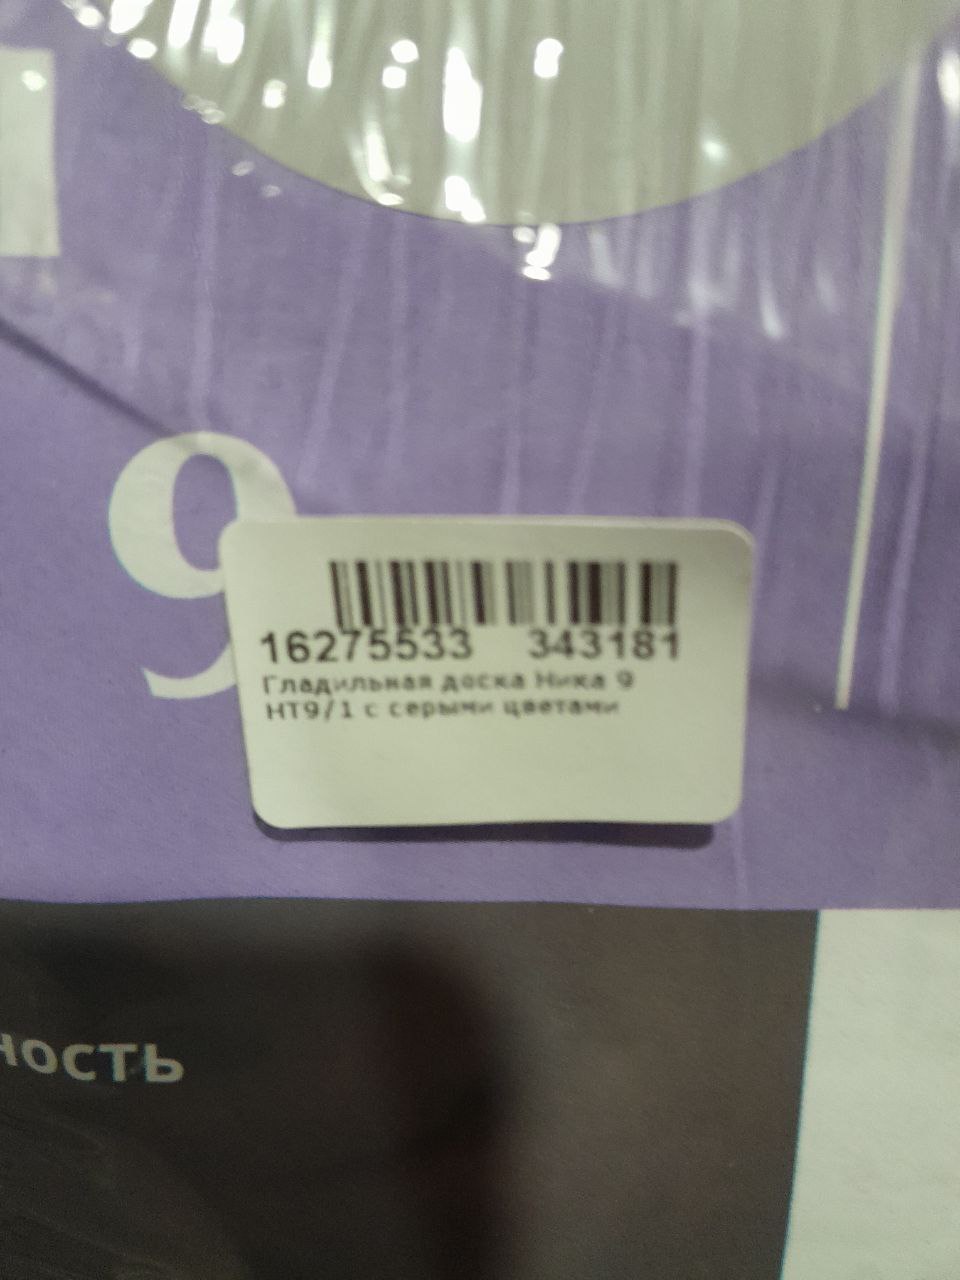 9
16275533 343181
Гладильная доска Ника 9
НТ9/1 с серыми цветами
ность